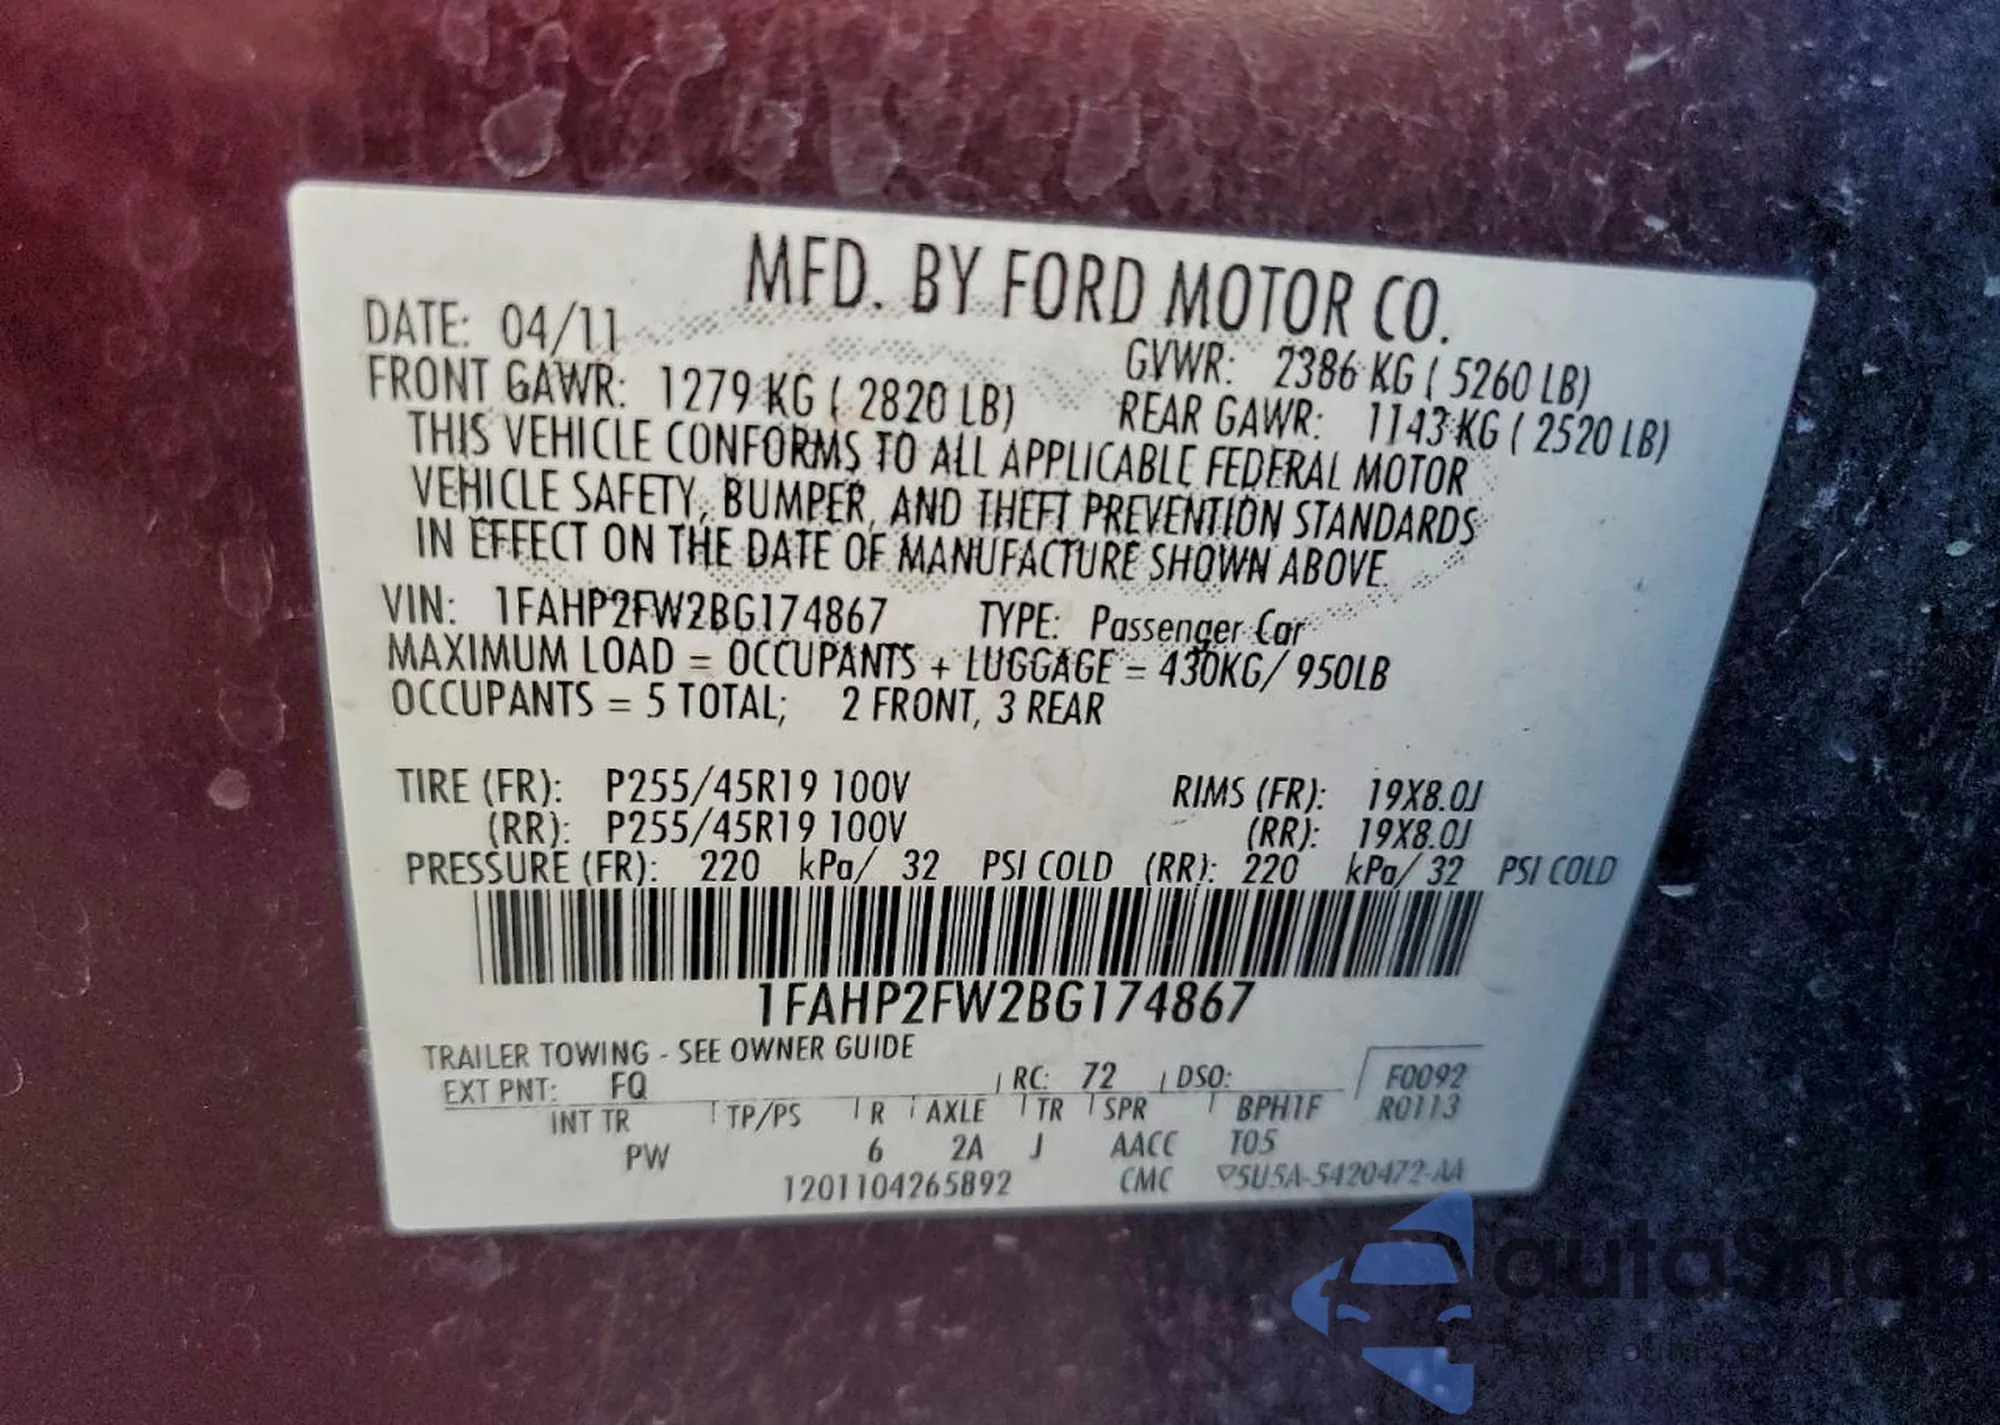 MFD. BY FORD MOTOR CO.
DATE: 04/11
GVWR: 2386 KG ( 5260 LB)
FRONT GAWR: 1279 KG ( 2820 LB)
REAR GAWR: 1143 KG ( 2520 LB)
THIS VEHICLE CONFORMS TO ALL APPLICABLE FEDERAL MOTOR
VEHICLE SAFETY, BUMPER, AND THEFT PREVENTION STANDARDS
IN EFFECT ON THE DATE OF MANUFACTURE SHOWN ABOVE.
VIN: 1FAHP2FW2BG174867 TYPE: Passenger Car
MAXIMUM LOAD = OCCUPANTS + LUGGAGE = 430KG/ 950LB
OCCUPANTS = 5 TOTAL; 2 FRONT, 3 REAR
TIRE (FR): P255/45R19 100V RIMS (FR): 19X8.0J
(RR): P255/45R19 100V (RR): 19X8.0J
PRESSURE (FR): 220 kPa/ 32 PSI COLD (RR): 220 kPa/ 32 PSI COLD
1FAHP2FW2BG174867
TRAILER TOWING - SEE OWNER GUIDE
EXT PNT: FQ RC: 72 DSO: F0092
INT TR TP/PS R AXLE TR SPR BPH1F R0113
PW 6 2A J AACC T05
1201104265892 CMC 5U5A-5420472-AA
autaSnap